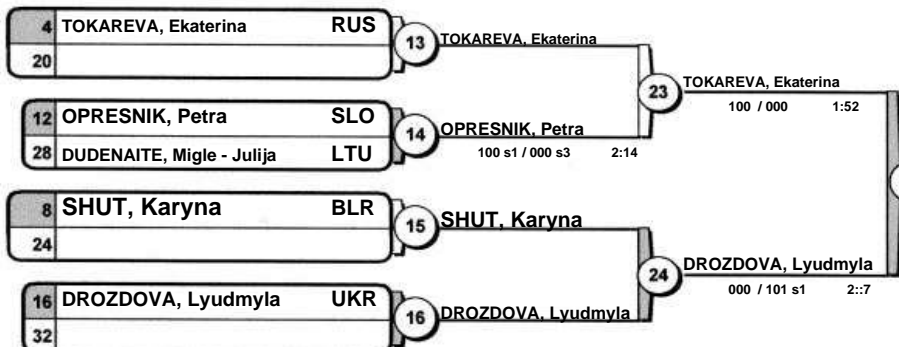 4 TOKAREVA, Ekaterina RUS
13 TOKAREVA, Ekaterina
20
23 TOKAREVA, Ekaterina
100 / 000 1:52
12 OPRESNIK, Petra SLO
14 OPRESNIK, Petra
28 DUDENAITE, Migle - Julija LTU
100 s1 / 000 s3 2:14
8 SHUT, Karyna BLR
15 SHUT, Karyna
24
24 DROZDOVA, Lyudmyla
000 / 101 s1 2::7
16 DROZDOVA, Lyudmyla UKR
16 DROZDOVA, Lyudmyla
32